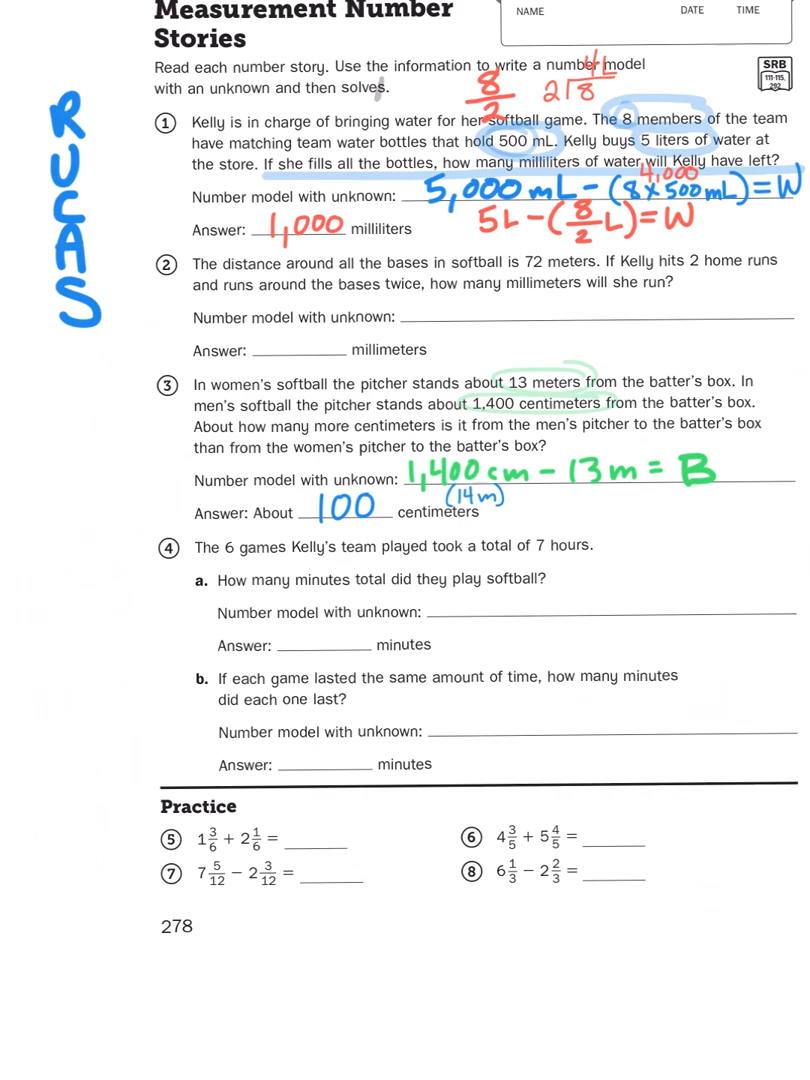 Measurement Number
Stories
NAME DATE TIME
Read each number story. Use the information to write a number model
with an unknown and then solves.
SRB
111-115,
292
8/2
4L
2)8
RUCAS
① Kelly is in charge of bringing water for her softball game. The 8 members of the team
have matching team water bottles that hold 500 mL. Kelly buys 5 liters of water at
the store. If she fills all the bottles, how many milliliters of water will Kelly have left?
4,000
Number model with unknown: 5,000 mL - (8 x 500 mL) = W
5L - (8/2 L) = W
Answer: 1,000 milliliters
② The distance around all the bases in softball is 72 meters. If Kelly hits 2 home runs
and runs around the bases twice, how many millimeters will she run?
Number model with unknown: ____
Answer: ____ millimeters
③ In women's softball the pitcher stands about 13 meters from the batter's box. In
men's softball the pitcher stands about 1,400 centimeters from the batter's box.
About how many more centimeters is it from the men's pitcher to the batter's box
than from the women's pitcher to the batter's box?
Number model with unknown: 1,400 cm - 13 m = B
(14 m)
Answer: About 100 centimeters
④ The 6 games Kelly's team played took a total of 7 hours.
a. How many minutes total did they play softball?
Number model with unknown: ____
Answer: ____ minutes
b. If each game lasted the same amount of time, how many minutes
did each one last?
Number model with unknown: ____
Answer: ____ minutes
Practice
⑤ 1 3/6 + 2 1/6 = ____ ⑥ 4 3/5 + 5 4/5 = ____
⑦ 7 5/12 − 2 3/12 = ____ ⑧ 6 1/3 − 2 2/3 = ____
278